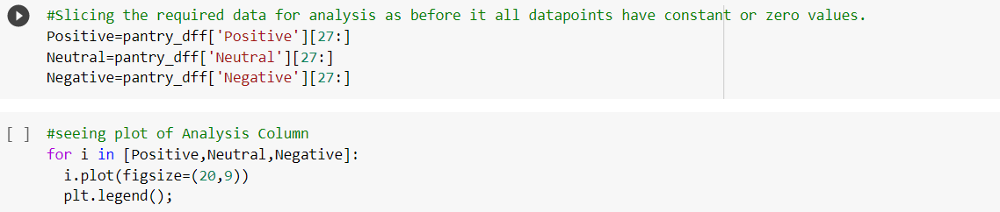 #Slicing the required data for analysis as before it all datapoints have constant or zero values.
Positive=pantry_dff['Positive'][27:]
Neutral=pantry_dff['Neutral'][27:]
Negative=pantry_dff['Negative'][27:]
[ ] #seeing plot of Analysis Column
for i in [Positive,Neutral,Negative]:
  i.plot(figsize=(20,9))
  plt.legend();